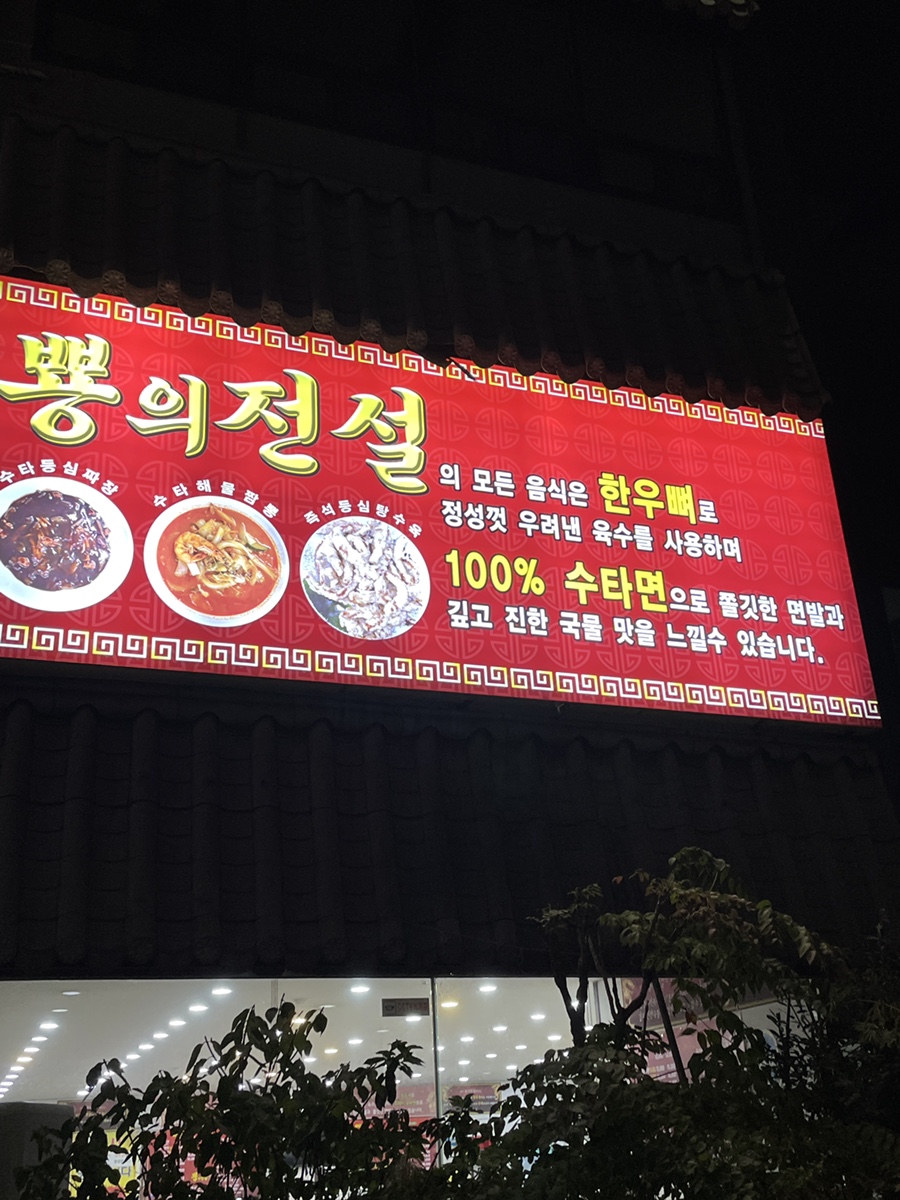 뿅의전설
수타등심짜장
수타해물짬뽕
즉석등심탕수육
의 모든 음식은 한우뼈로
정성껏 우려낸 육수를 사용하며
100% 수타면으로 쫄깃한 면발과
깊고 진한 국물 맛을 느낄수 있습니다.